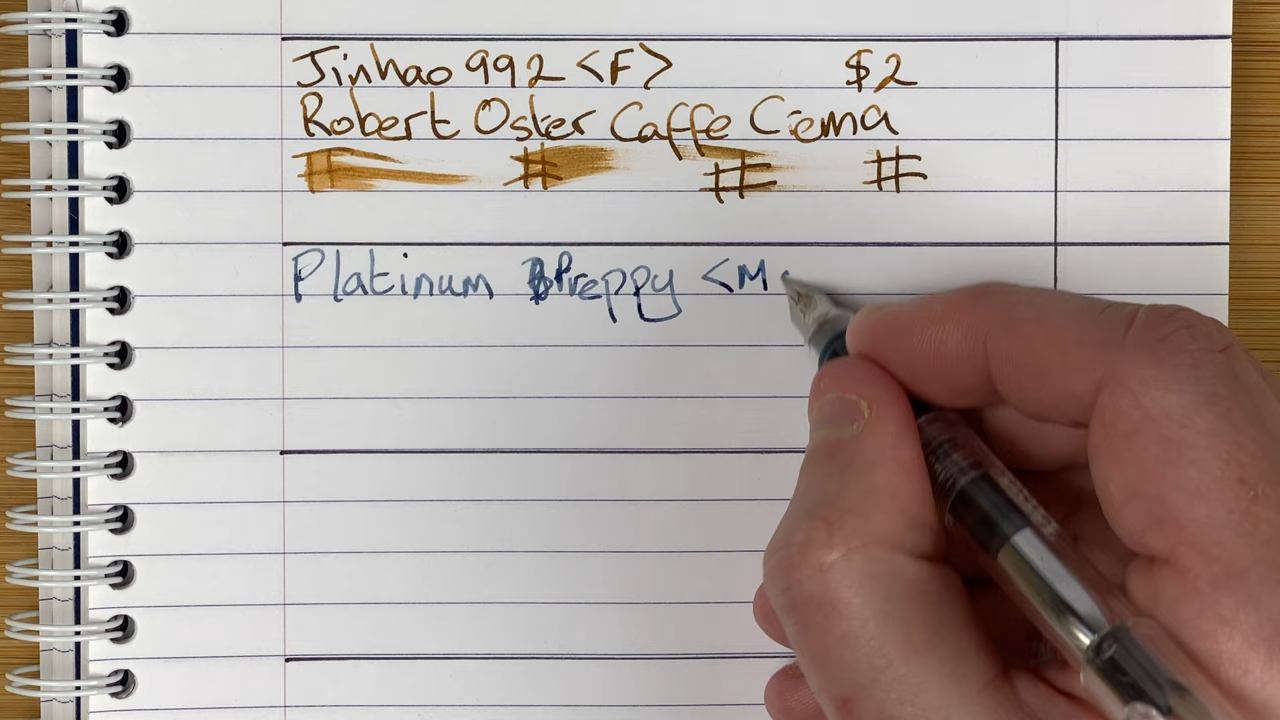 Jinhao 992 <F> $2
Robert Oster Caffe Crema
# # # #
Platinum Preppy <M